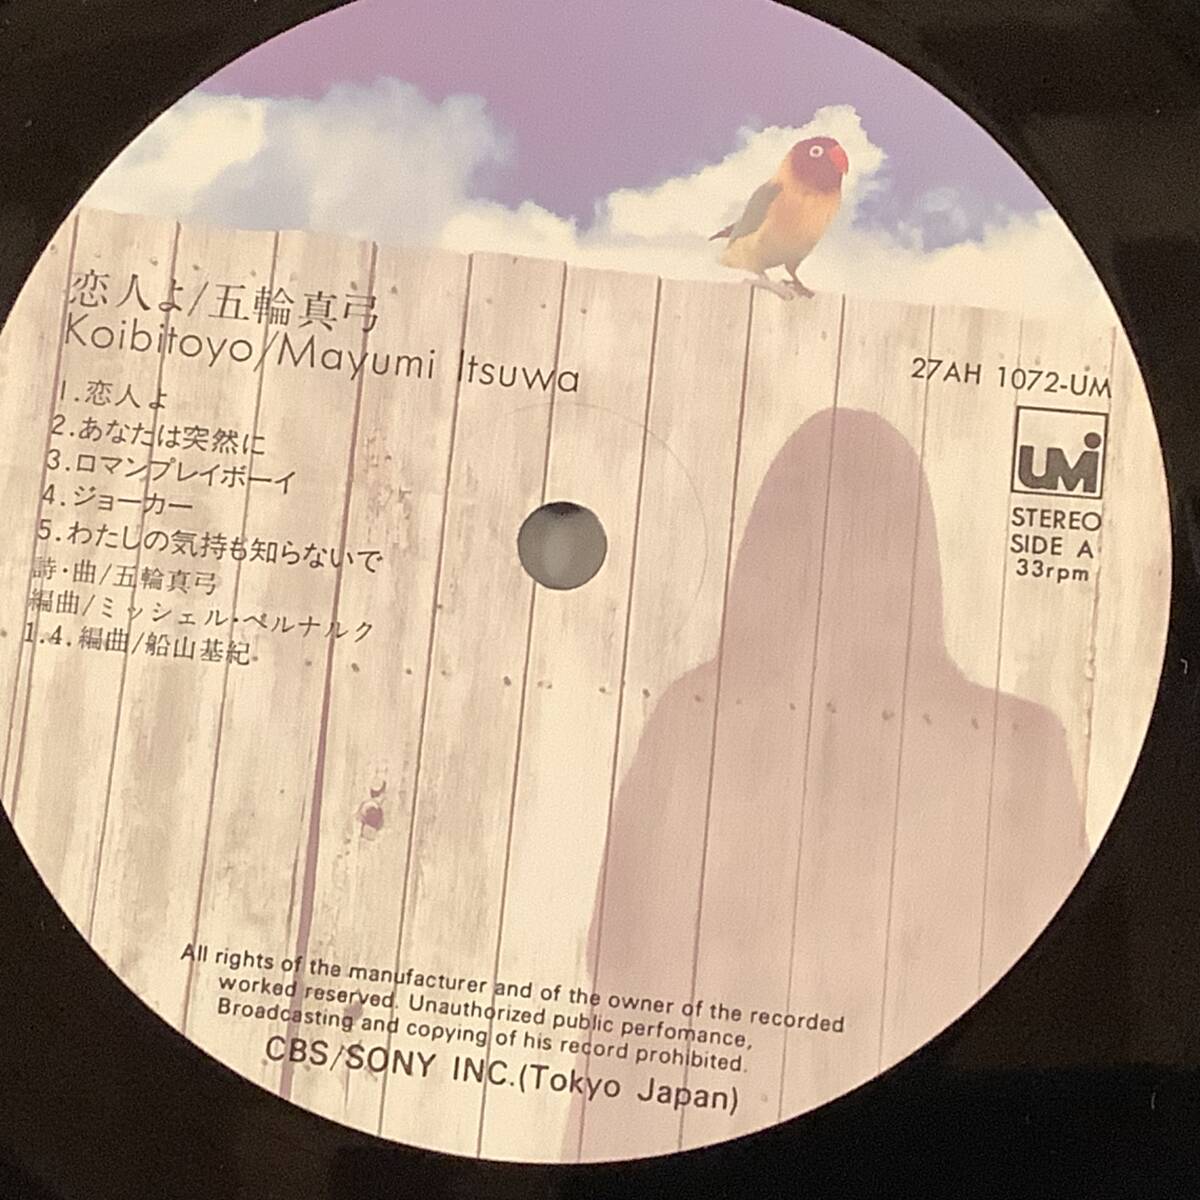 恋人よ/五輪真弓
Koibitoyo/Mayumi Itsuwa
1.恋人よ
2.あなたは突然に
3.ロマンプレイボーイ
4.ジョーカー
5.わたしの気持も知らないで
詩・曲/五輪真弓
編曲/ミッシェル・ベルナルク
1.4.編曲/船山基紀
27AH 1072-UM
UMI
STEREO
SIDE A
33rpm
All rights of the manufacturer and of the owner of the recorded
worked reserved. Unauthorized public perfomance,
Broadcasting and copying of his record prohibited.
CBS/SONY INC.(Tokyo Japan)